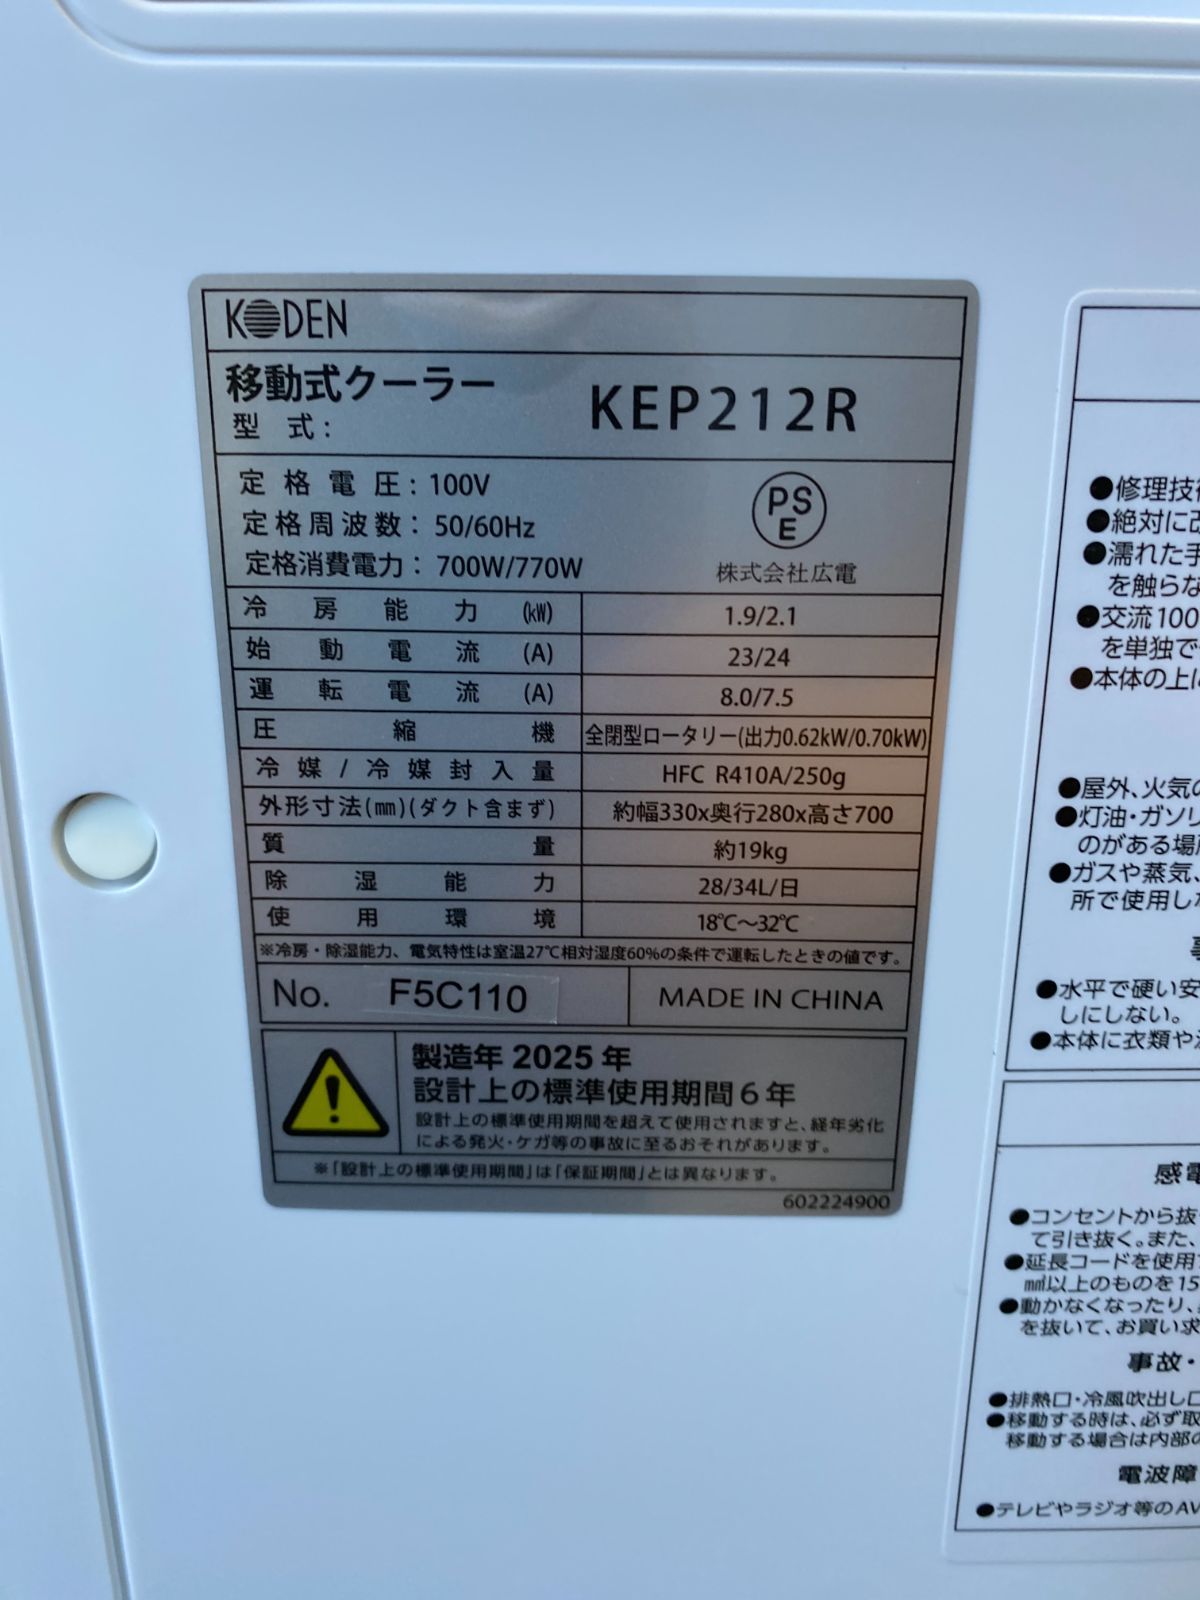 KODEN
移動式クーラー
型式: KEP212R
定格電圧: 100V
定格周波数: 50/60Hz
定格消費電力: 700W/770W
PSE
株式会社広電
冷房能力(kW) 1.9/2.1
始動電流(A) 23/24
運転電流(A) 8.0/7.5
圧縮機 全閉型ロータリー(出力0.62kW/0.70kW)
冷媒/冷媒封入量 HFC R410A/250g
外形寸法(㎜)(ダクト含まず) 約幅330x奥行280x高さ700
質量 約19kg
除湿能力 28/34L/日
使用環境 18℃～32℃
※冷房・除湿能力、電気特性は室温27℃相対湿度60%の条件で運転したときの値です。
No. F5C110 MADE IN CHINA
製造年 2025年
設計上の標準使用期間6年
設計上の標準使用期間を超えて使用されますと、経年劣化
による発火・ケガ等の事故に至るおそれがあります。
※「設計上の標準使用期間」は「保証期間」とは異なります。
602224900
●修理技
●絶対に
●濡れた手
を触らな
●交流100
を単独で
●本体の上に
●屋外、火気の
●灯油・ガソリ
のがある場
●ガスや蒸気、
所で使用し
●水平で硬い安
しにしない。
●本体に衣類や
感電
●コンセントから抜
て引き抜く。また、
●延長コードを使用
㎟以上のものを15
●動かなくなったり、
を抜いて、お買い求
事故・
●排熱口・冷風吹出し口
●移動する時は、必ず取
移動する場合は内部の
電波障
●テレビやラジオ等のAV